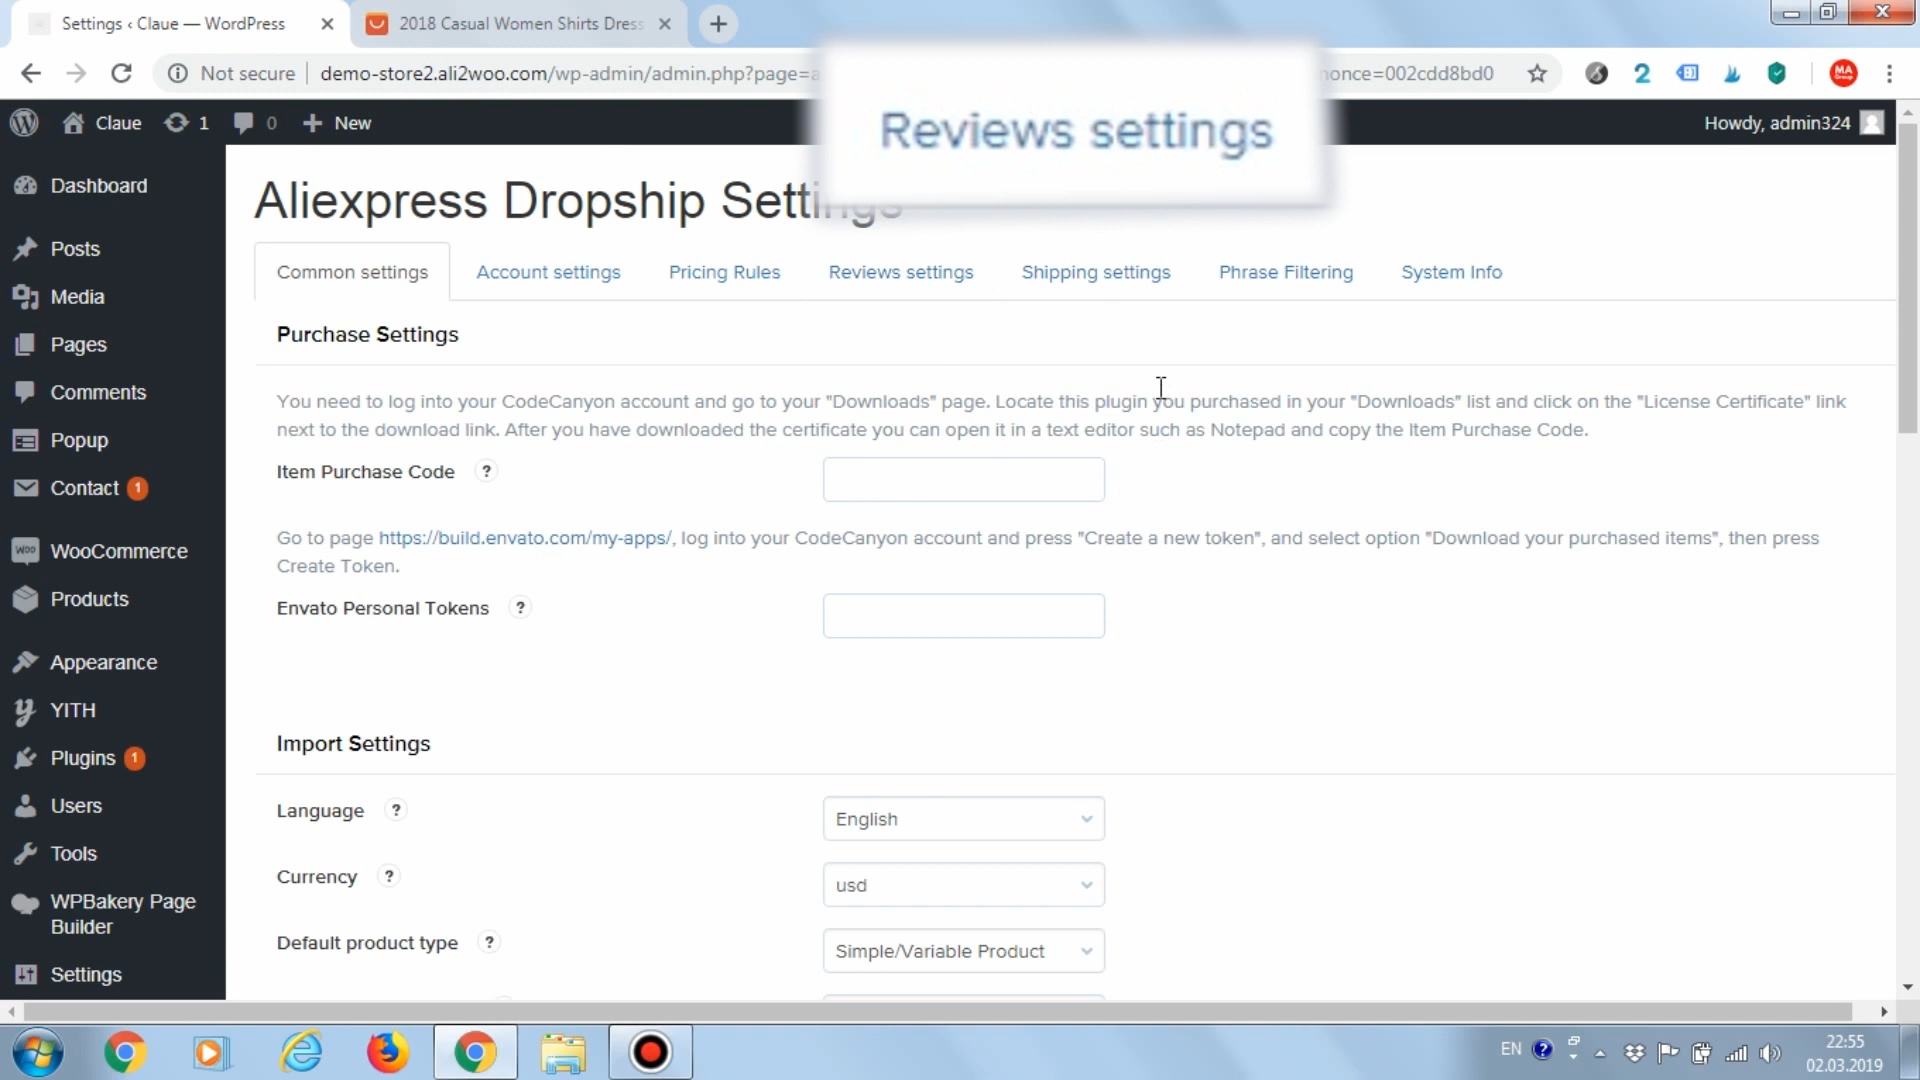 Settings ‹ Claue — WordPress
2018 Casual Women Shirts Dress
Not secure
demo-store2.ali2woo.com/wp-admin/admin.php?page=a
nonce=002cdd8bd0
Reviews settings
Claue
1
0
New
Howdy, admin324
Dashboard
Posts
Media
Pages
Comments
Popup
Contact 1
WooCommerce
Products
Appearance
YITH
Plugins 1
Users
Tools
WPBakery Page
Builder
Settings
Aliexpress Dropship Settings
Common settings
Account settings
Pricing Rules
Reviews settings
Shipping settings
Phrase Filtering
System Info
Purchase Settings
You need to log into your CodeCanyon account and go to your "Downloads" page. Locate this plugin you purchased in your "Downloads" list and click on the "License Certificate" link
next to the download link. After you have downloaded the certificate you can open it in a text editor such as Notepad and copy the Item Purchase Code.
Item Purchase Code ?
Go to page https://build.envato.com/my-apps/, log into your CodeCanyon account and press "Create a new token", and select option "Download your purchased items", then press
Create Token.
Envato Personal Tokens ?
Import Settings
Language ?
English
Currency ?
usd
Default product type ?
Simple/Variable Product
EN
22:55
02.03.2019